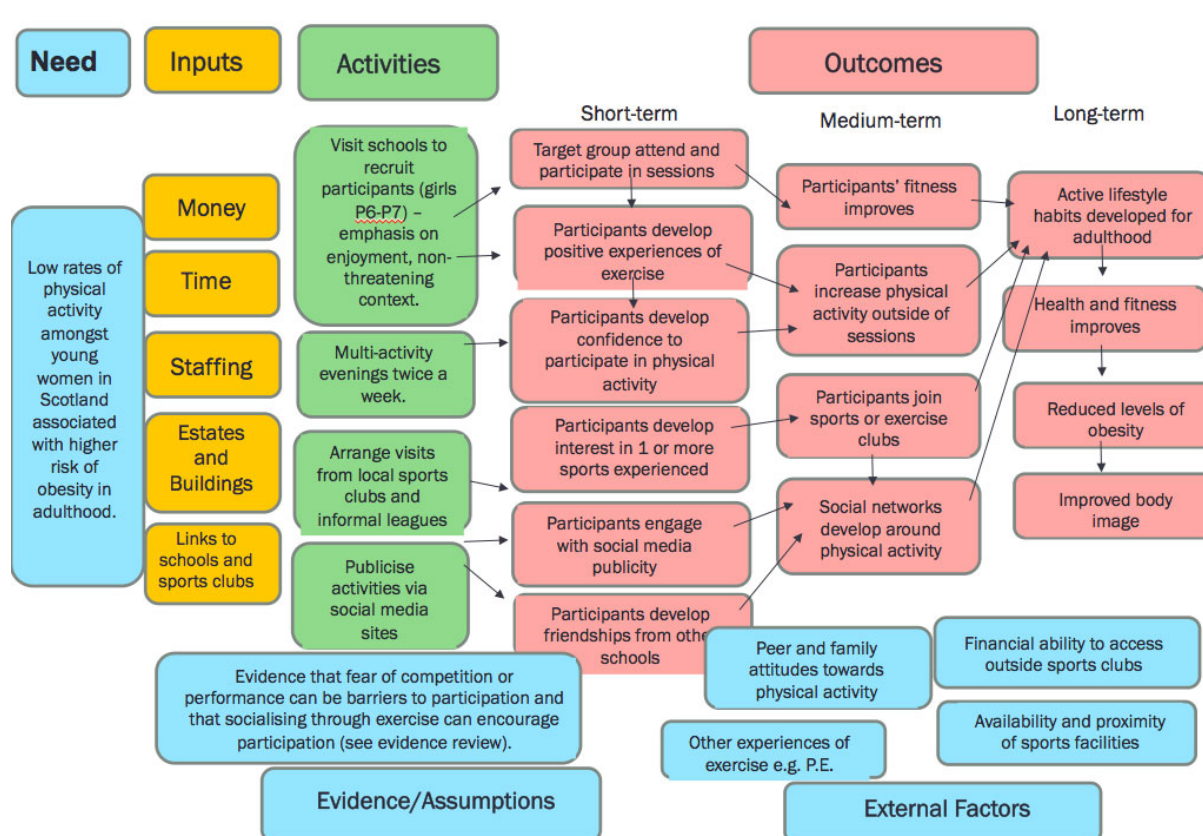 Need
Inputs
Activities
Outcomes
Short-term
Medium-term
Long-term
Low rates of
physical
activity
amongst
young
women in
Scotland
associated
with higher
risk of
obesity in
adulthood.
Money
Time
Staffing
Estates
and
Buildings
Links to
schools and
sports clubs
Visit schools to
recruit
participants (girls
P6-P7) –
emphasis on
enjoyment, non-
threatening
context.
Multi-activity
evenings twice a
week.
Arrange visits
from local sports
clubs and
informal leagues
Publicise
activities via
social media
sites
Target group attend and
participate in sessions
Participants develop
positive experiences of
exercise
Participants develop
confidence to
participate in physical
activity
Participants develop
interest in 1 or more
sports experienced
Participants engage
with social media
publicity
Participants develop
friendships from other
schools
Participants’ fitness
improves
Participants
increase physical
activity outside of
sessions
Participants join
sports or exercise
clubs
Social networks
develop around
physical activity
Active lifestyle
habits developed for
adulthood
Health and fitness
improves
Reduced levels of
obesity
Improved body
image
Evidence that fear of competition or
performance can be barriers to participation and
that socialising through exercise can encourage
participation (see evidence review).
Evidence/Assumptions
Peer and family
attitudes towards
physical activity
Financial ability to access
outside sports clubs
Other experiences of
exercise e.g. P.E.
Availability and proximity
of sports facilities
External Factors